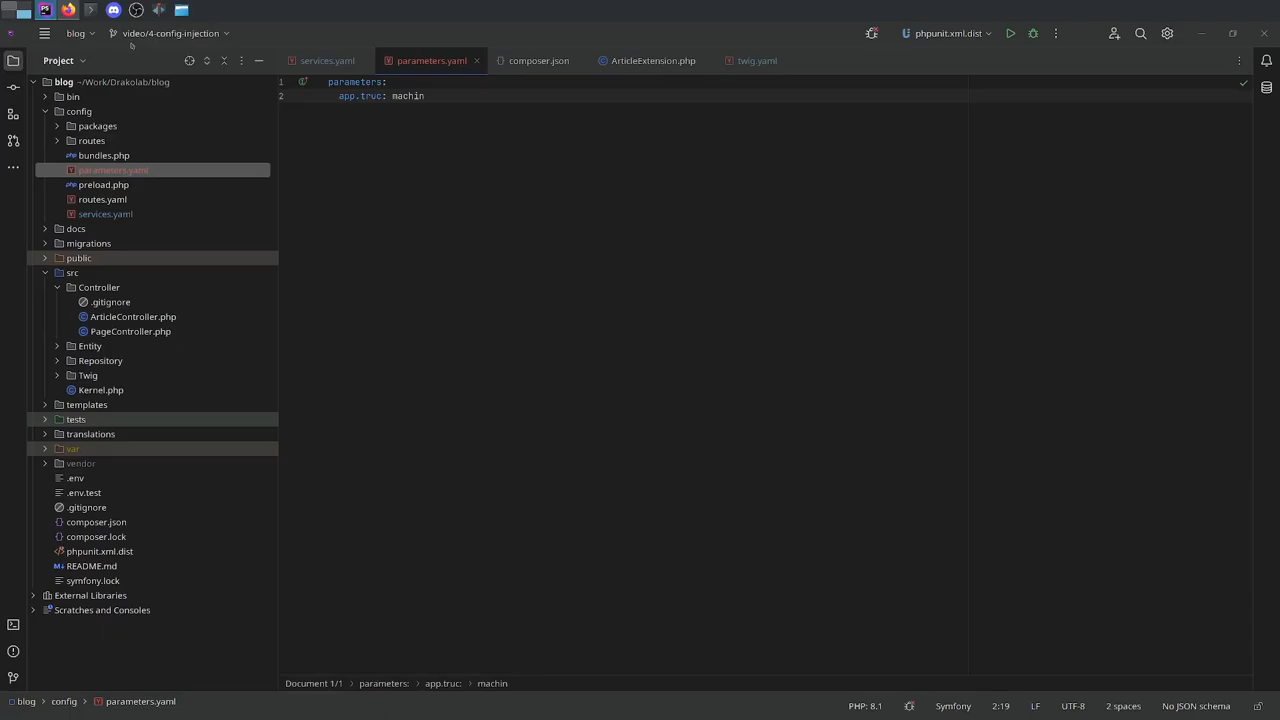 blog
video/4-config-injection
phpunit.xml.dist
Project
services.yaml
parameters.yaml
composer.json
ArticleExtension.php
twig.yaml
blog ~/Work/Drakolab/blog
bin
config
packages
routes
bundles.php
parameters.yaml
preload.php
routes.yaml
services.yaml
docs
migrations
public
src
Controller
.gitignore
ArticleController.php
PageController.php
Entity
Repository
Twig
Kernel.php
templates
tests
translations
var
vendor
.env
.env.test
.gitignore
composer.json
composer.lock
phpunit.xml.dist
README.md
symfony.lock
External Libraries
Scratches and Consoles
1 parameters:
2 app.truc: machin
Document 1/1 parameters: app.truc: machin
blog config parameters.yaml
PHP: 8.1 Symfony 2:19 LF UTF-8 2 spaces No JSON schema